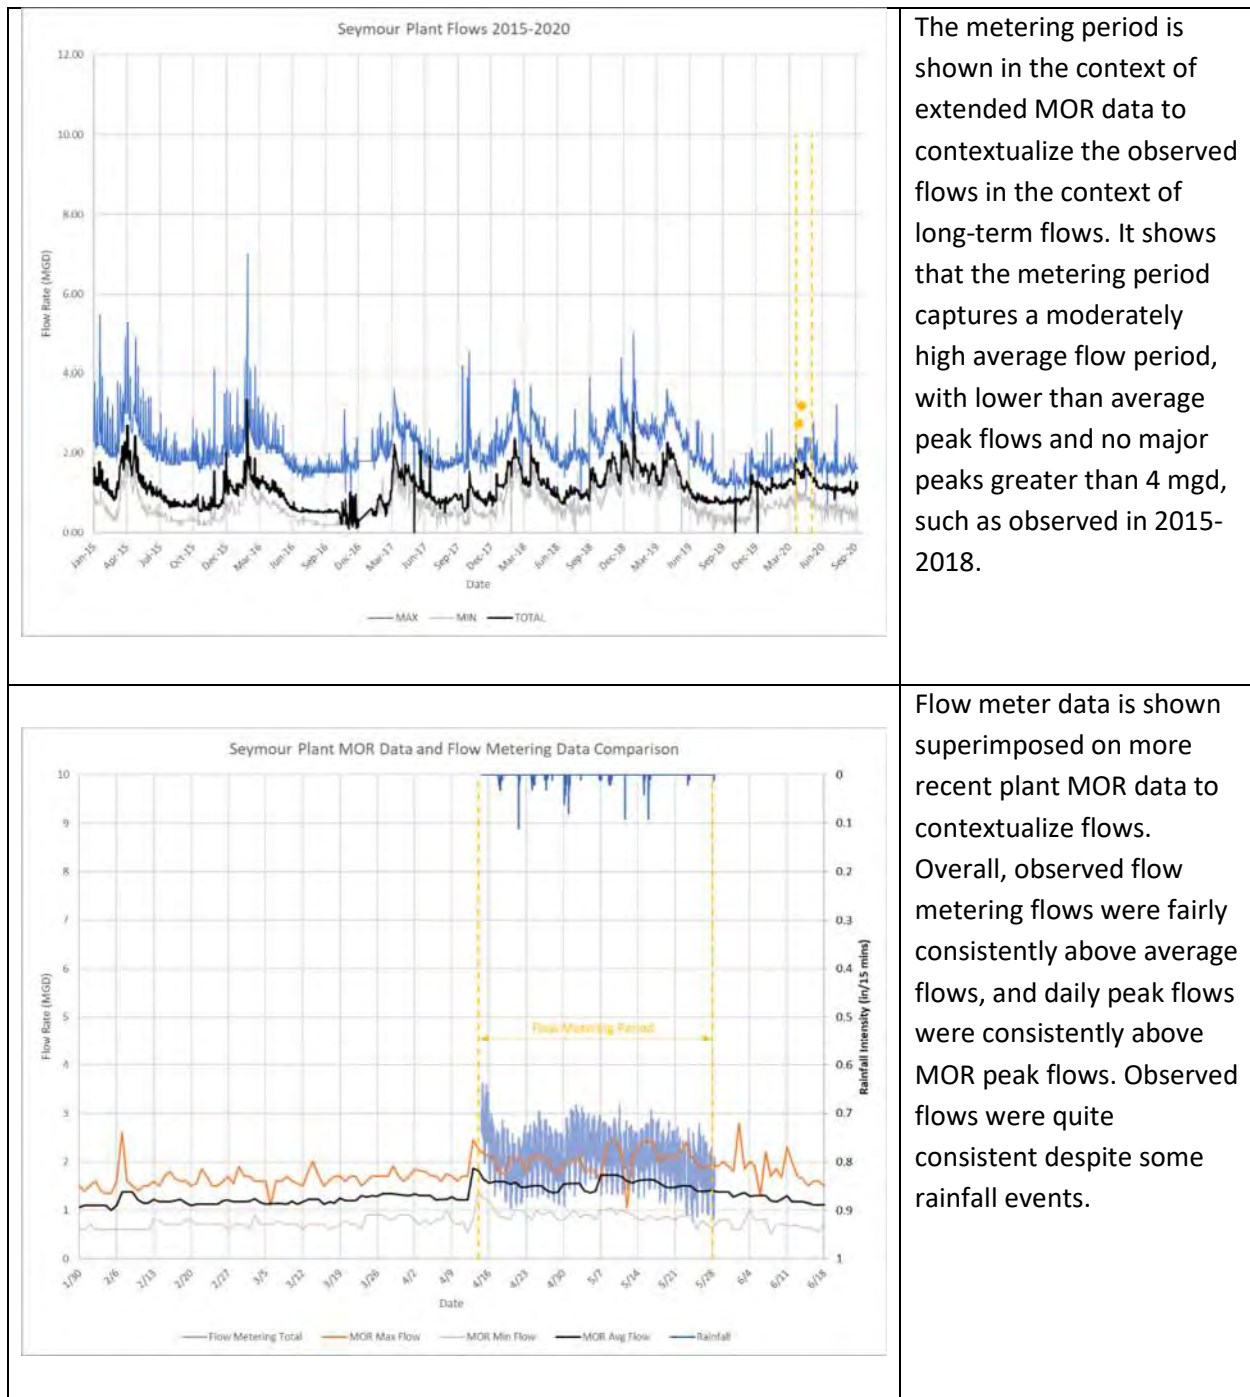 Seymour Plant Flows 2015-2020
12.00
10.00
8.00
6.00
4.00
2.00
0.00
Flow Rate (MGD)
Jan-15
Apr-15
Jul-15
Oct-15
Dec-15
Mar-16
Jun-16
Sep-16
Dec-16
Mar-17
Jun-17
Sep-17
Dec-17
Mar-18
Jun-18
Sep-18
Dec-18
Mar-19
Jun-19
Sep-19
Dec-19
Mar-20
Jun-20
Sep-20
Date
MAX MIN TOTAL
The metering period is
shown in the context of
extended MOR data to
contextualize the observed
flows in the context of
long-term flows. It shows
that the metering period
captures a moderately
high average flow period,
with lower than average
peak flows and no major
peaks greater than 4 mgd,
such as observed in 2015-
2018.
Seymour Plant MOR Data and Flow Metering Data Comparison
10
9
8
7
6
5
4
3
2
1
0
Flow Rate (MGD)
0
0.1
0.2
0.3
0.4
0.5
0.6
0.7
0.8
0.9
1
Rainfall Intensity (in/15 mins)
Flow Metering Period
1/30
2/6
2/13
2/20
2/27
3/5
3/12
3/19
3/26
4/2
4/9
4/16
4/23
4/30
5/7
5/14
5/21
5/28
6/4
6/11
6/18
Date
Flow Metering Total MOR Max Flow MOR Min Flow MOR Avg Flow Rainfall
Flow meter data is shown
superimposed on more
recent plant MOR data to
contextualize flows.
Overall, observed flow
metering flows were fairly
consistently above average
flows, and daily peak flows
were consistently above
MOR peak flows. Observed
flows were quite
consistent despite some
rainfall events.